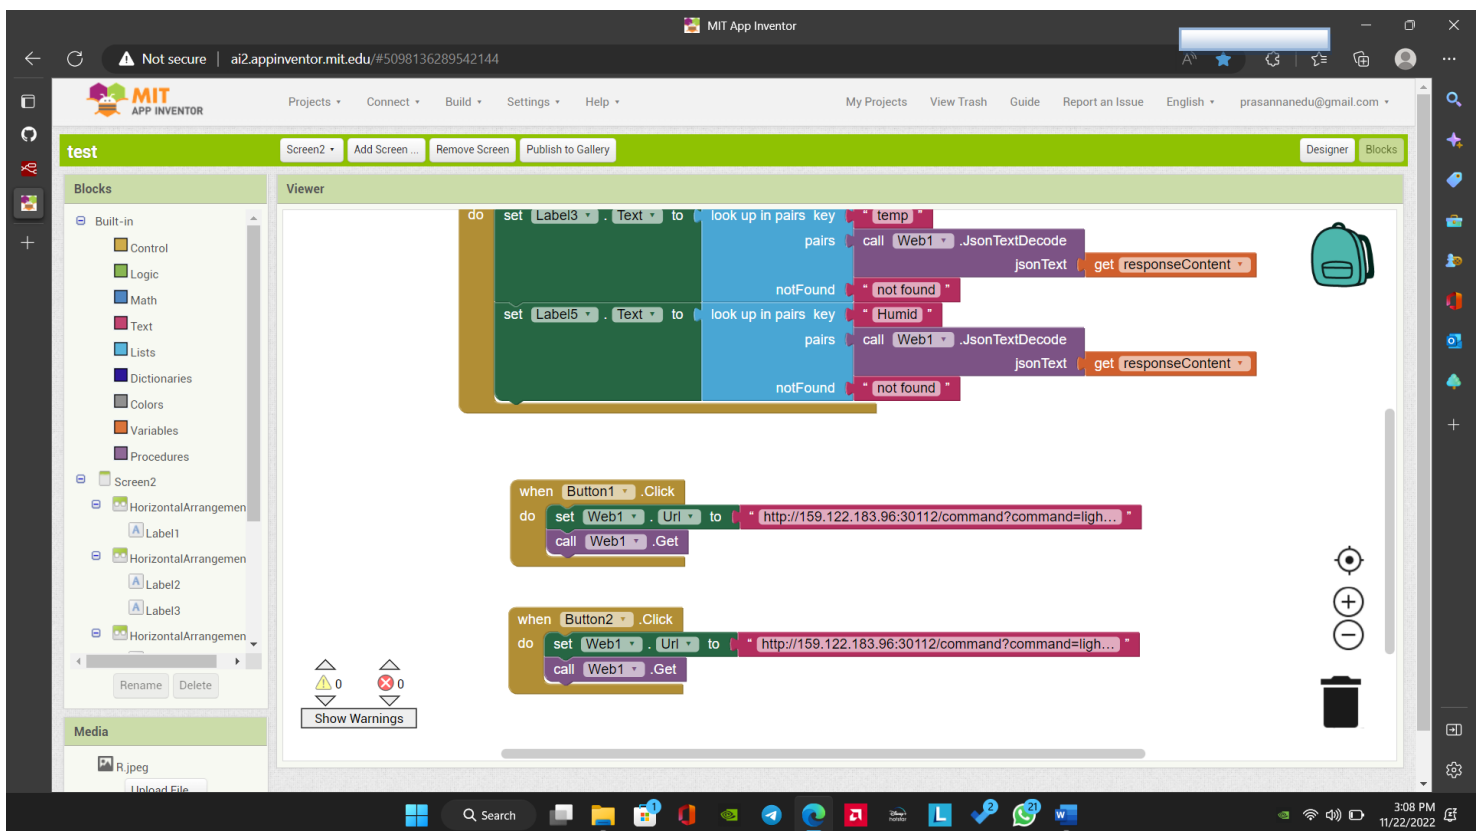 MIT App Inventor
Not secure | ai2.appinventor.mit.edu/#5098136289542144
MIT
APP INVENTOR
Projects Connect Build Settings Help My Projects View Trash Guide Report an Issue English prasannanedu@gmail.com
test Screen2 Add Screen ... Remove Screen Publish to Gallery Designer Blocks
Blocks
Viewer
Built-in
Control
Logic
Math
Text
Lists
Dictionaries
Colors
Variables
Procedures
Screen2
HorizontalArrangemen
Label1
HorizontalArrangemen
Label2
Label3
HorizontalArrangemen
Rename Delete
Media
R.jpeg
Upload File
do set Label3 . Text to look up in pairs key " temp "
pairs call Web1 .JsonTextDecode
jsonText get responseContent
notFound " not found "
set Label5 . Text to look up in pairs key " Humid "
pairs call Web1 .JsonTextDecode
jsonText get responseContent
notFound " not found "
when Button1 .Click
do set Web1 . Url to " http://159.122.183.96:30112/command?command=ligh... "
call Web1 .Get
when Button2 .Click
do set Web1 . Url to " http://159.122.183.96:30112/command?command=ligh... "
call Web1 .Get
0 0
Show Warnings
Search 1 2 21
3:08 PM
11/22/2022